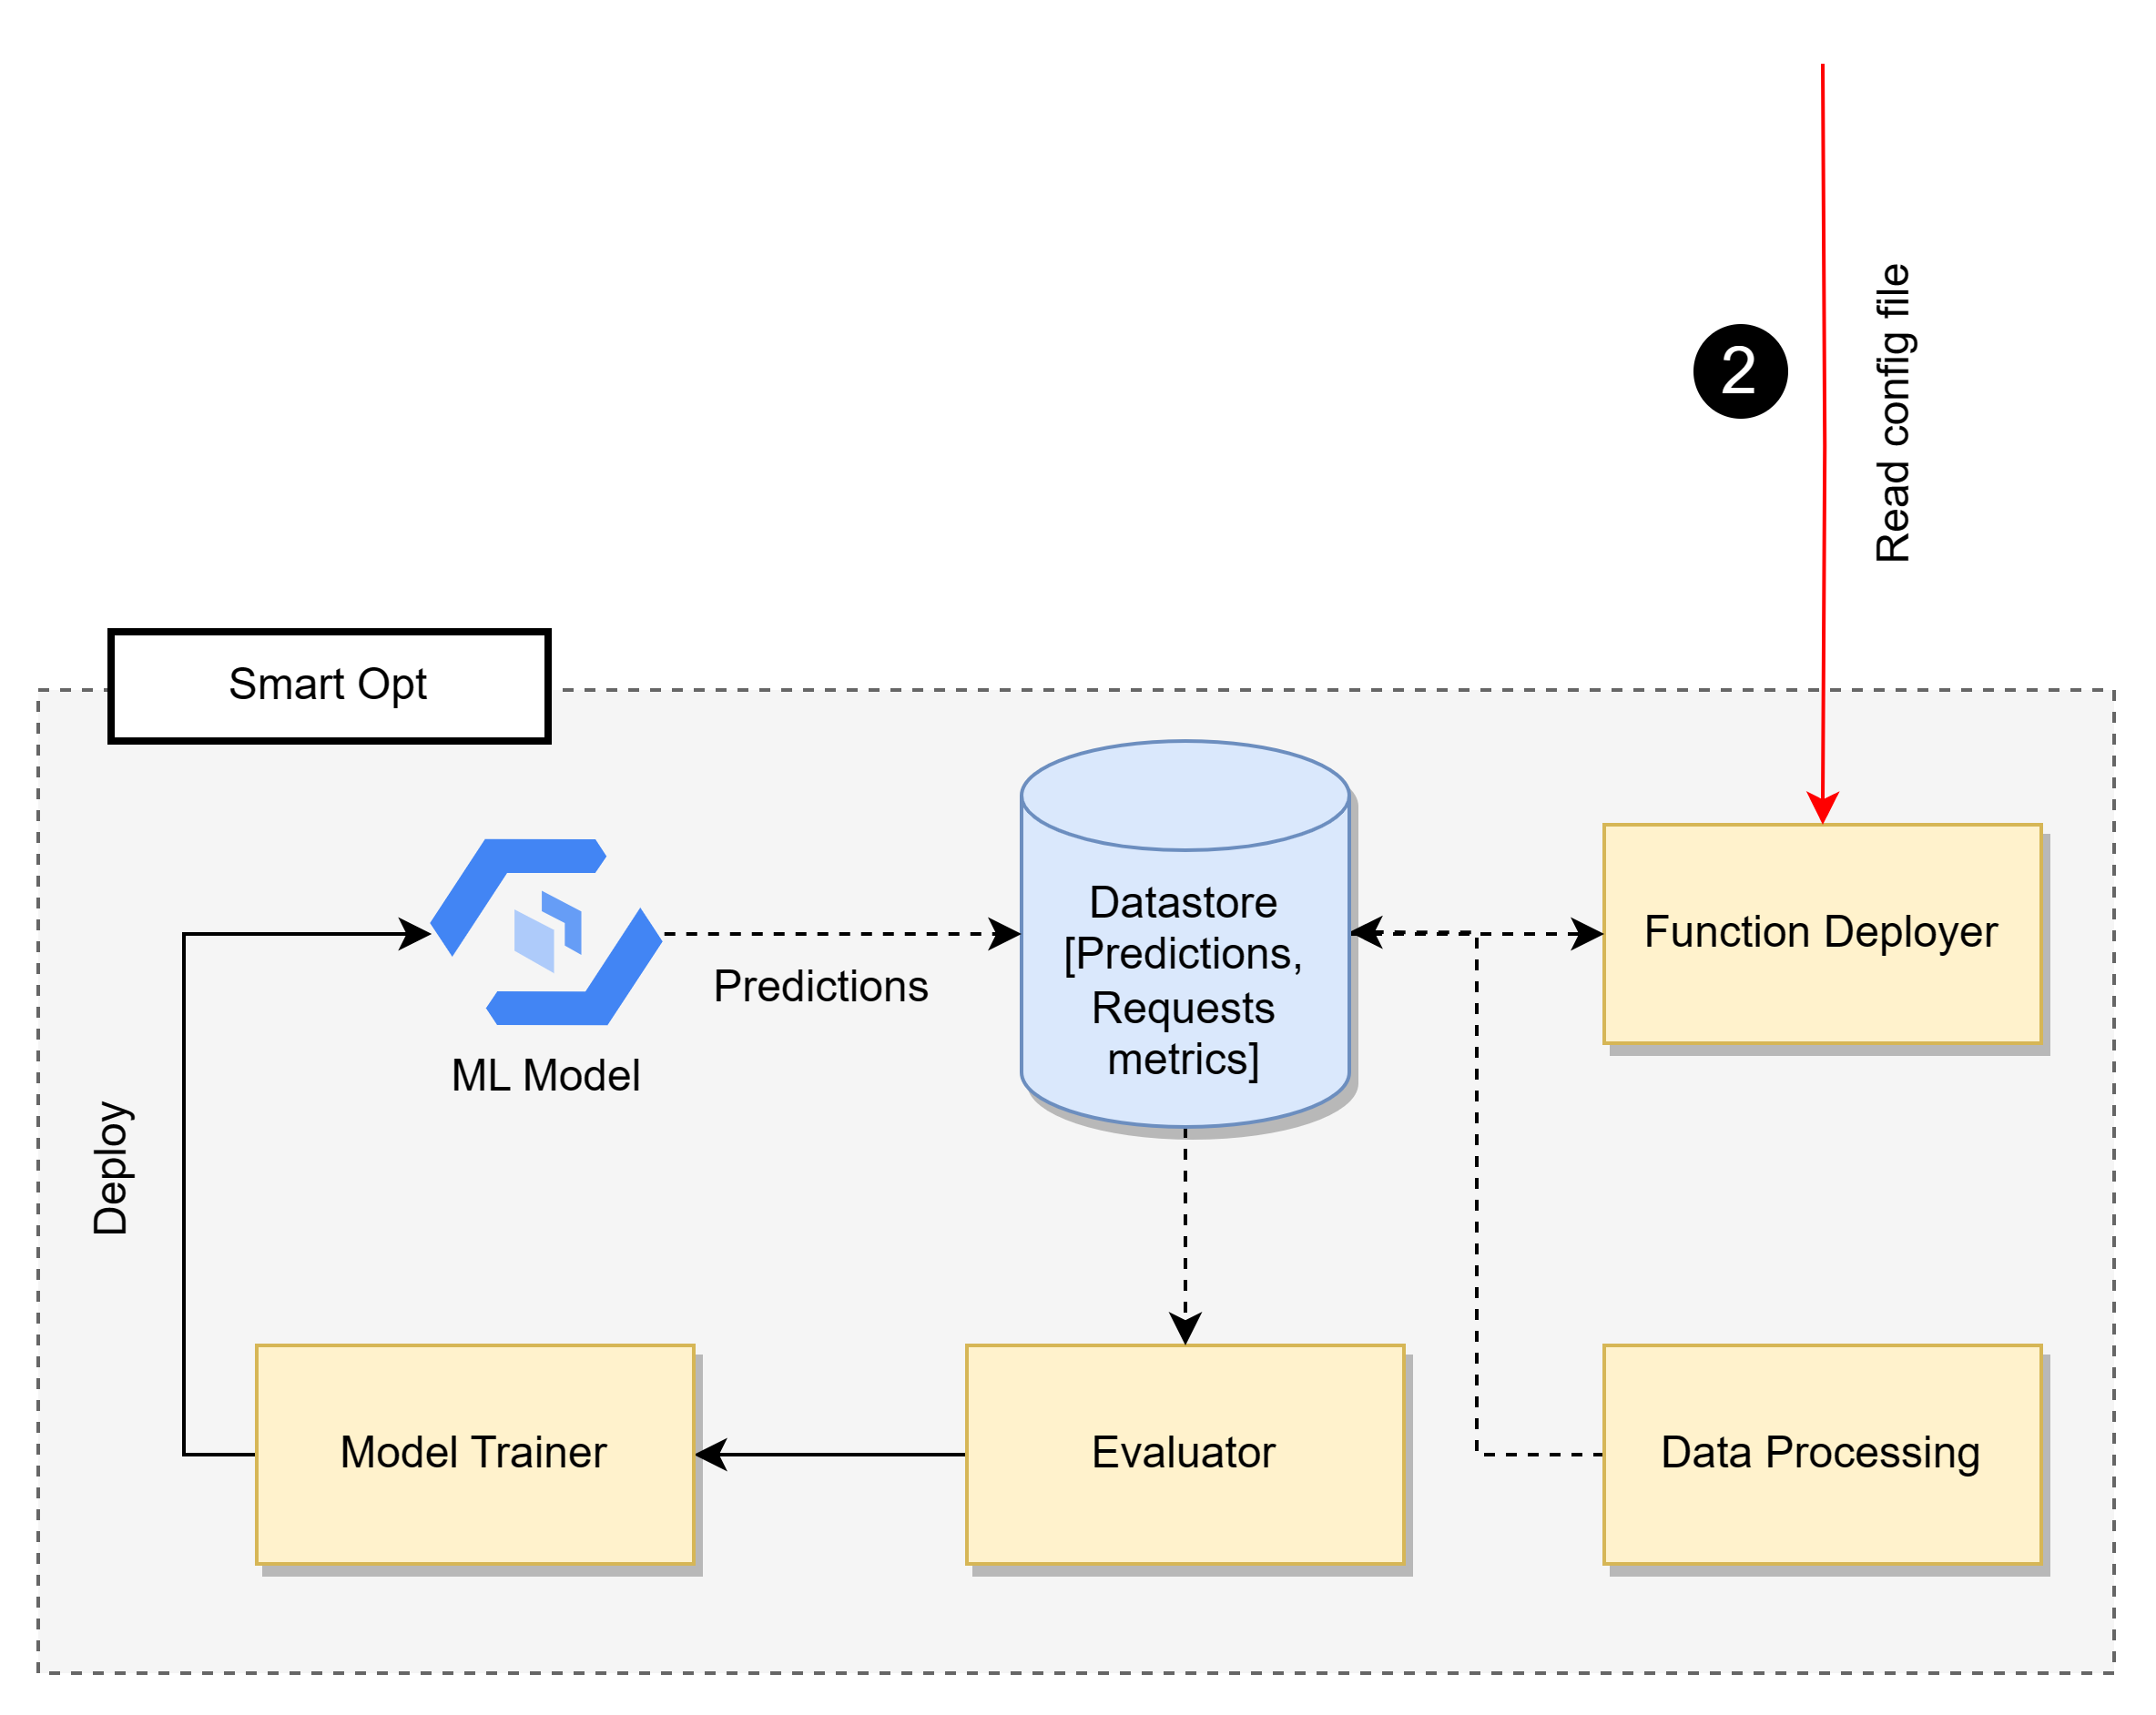 2
Read config file
Smart Opt
Datastore
[Predictions,
Requests
metrics]
Function Deployer
Predictions
ML Model
Deploy
Model Trainer
Evaluator
Data Processing